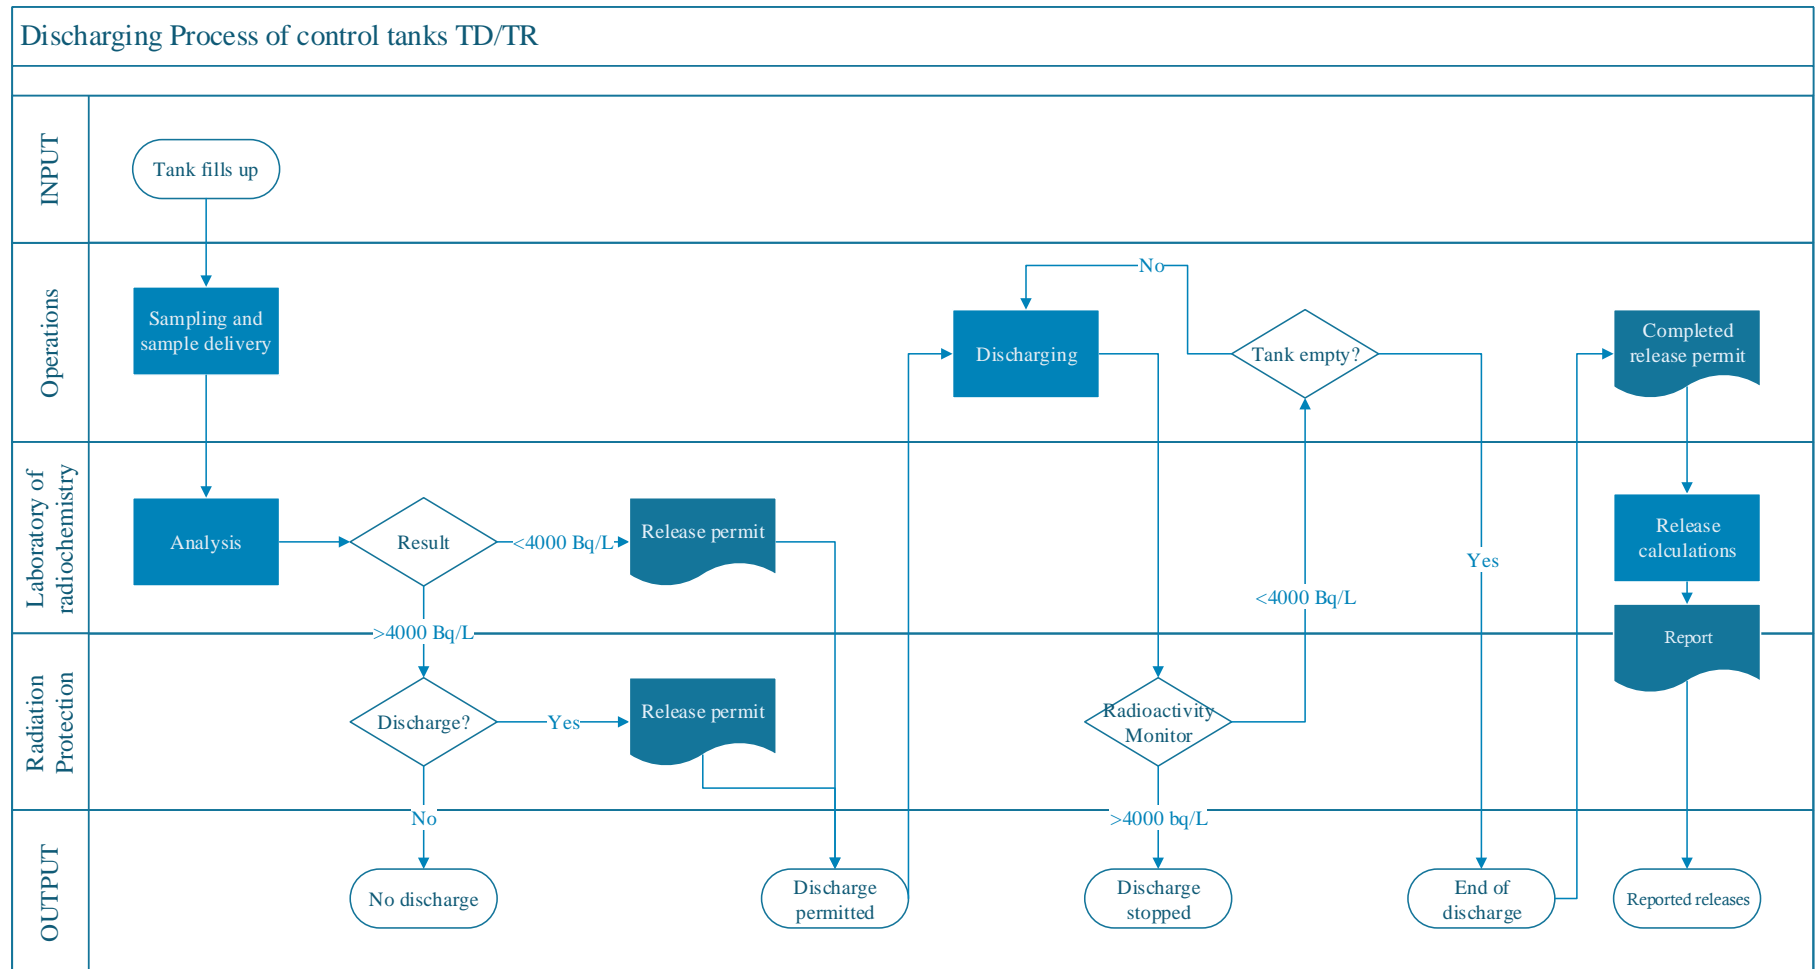 Discharging Process of control tanks TD/TR
INPUT
Tank fills up
Operations
Sampling and
sample delivery
Discharging
No
Tank empty?
Completed
release permit
Laboratory of
radiochemistry
Analysis
Result
<4000 Bq/L
Release permit
>4000 Bq/L
<4000 Bq/L
Yes
Release
calculations
Report
Radiation
Protection
Discharge?
Yes
Release permit
Radioactivity
Monitor
No
>4000 bq/L
OUTPUT
No discharge
Discharge
permitted
Discharge
stopped
End of
discharge
Reported releases